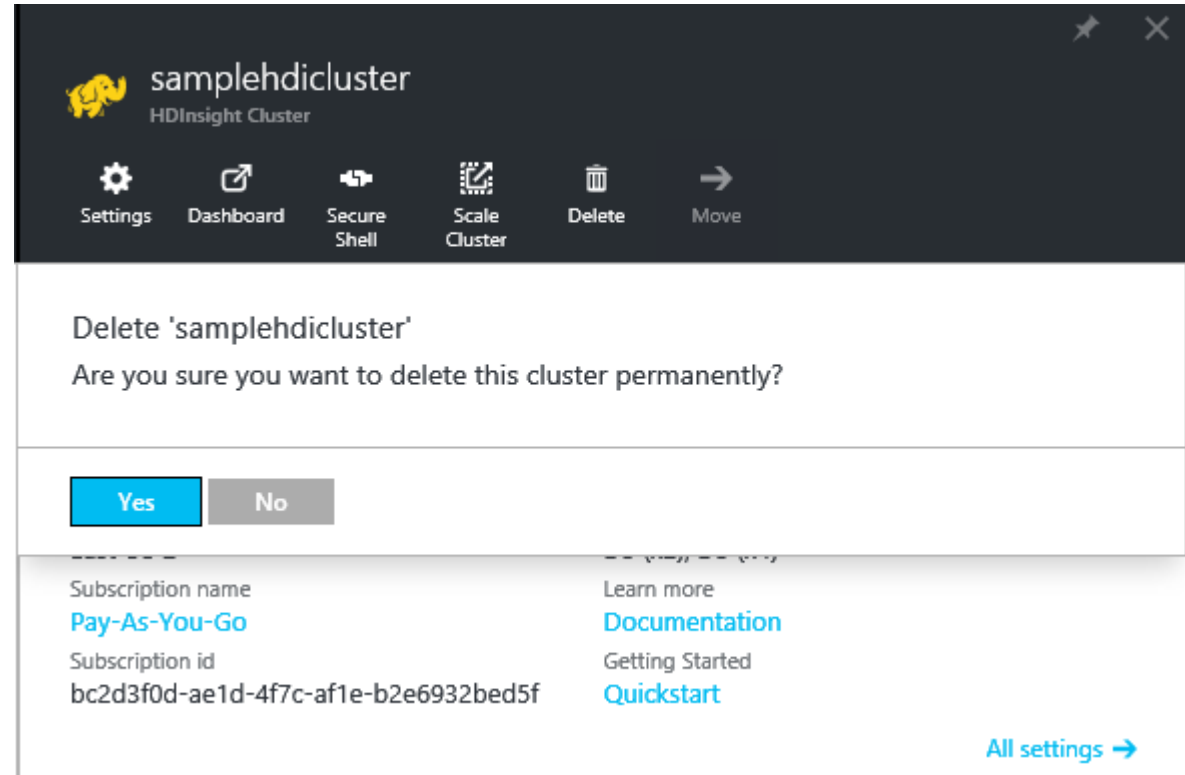 samplehdicluster
HDInsight Cluster
Settings
Dashboard
Secure
Shell
Scale
Cluster
Delete
Move
Delete 'samplehdicluster'
Are you sure you want to delete this cluster permanently?
Yes No
Subscription name
Pay-As-You-Go
Subscription id
bc2d3f0d-ae1d-4f7c-af1e-b2e6932bed5f
Learn more
Documentation
Getting Started
Quickstart
All settings →